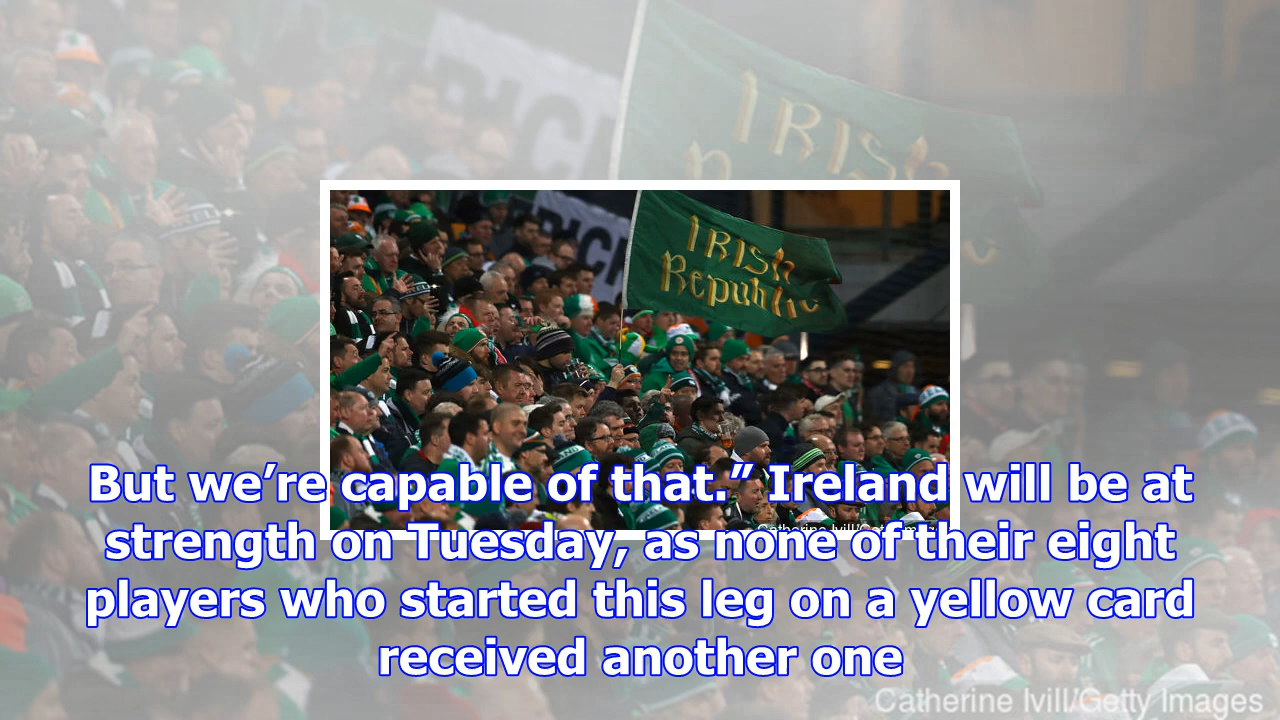 IRISh
Republic
But we’re capable of that.” Ireland will be at
strength on Tuesday, as none of their eight
players who started this leg on a yellow card
received another one
Catherine Ivill/Getty Images